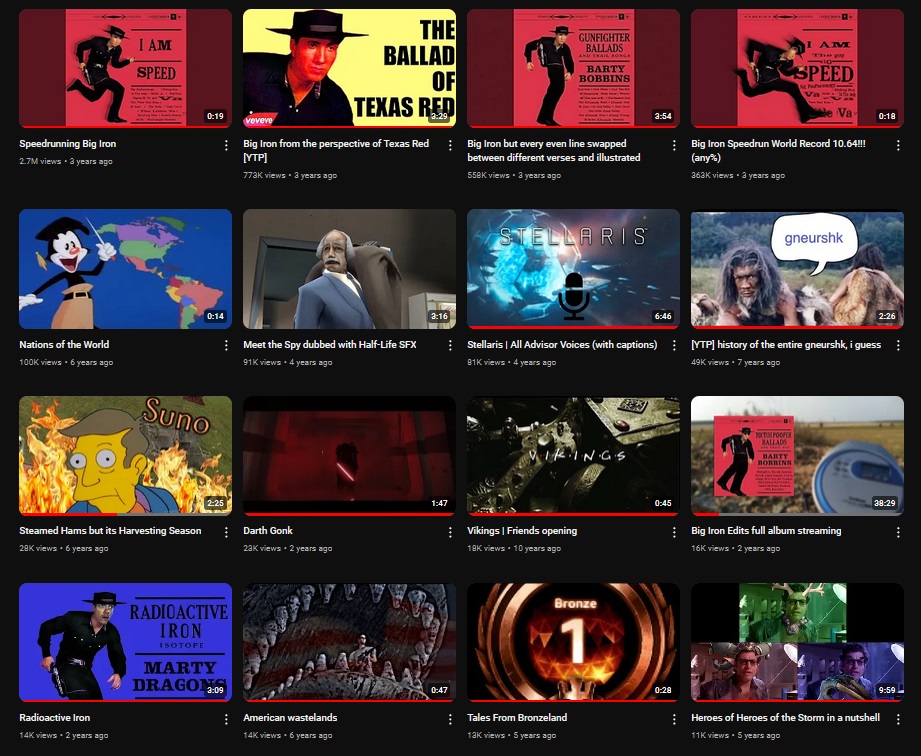 I AM
SPEED
0:19
THE
BALLAD
OF
TEXAS RED
veveve
3:29
GUNFIGHTER
BALLADS
AND TRAIL SONGS
BARTY
BOBBINS
3:54
I AM
SPEED
0:18
Speedrunning Big Iron
2.7M views • 3 years ago
Big Iron from the perspective of Texas Red
[YTP]
773K views • 3 years ago
Big Iron but every even line swapped
between different verses and illustrated
558K views • 3 years ago
Big Iron Speedrun World Record 10.64!!!
(any%)
363K views • 3 years ago
0:14
3:16
STELLARIS
6:46
gneurshk
2:26
Nations of the World
100K views • 6 years ago
Meet the Spy dubbed with Half-Life SFX
91K views • 4 years ago
Stellaris | All Advisor Voices (with captions)
81K views • 4 years ago
[YTP] history of the entire gneurshk, i guess
49K views • 7 years ago
Suno
2:25
1:47
VIKINGS
0:45
BALLADS
BARTY
BOBBINS
38:29
Steamed Hams but its Harvesting Season
28K views • 6 years ago
Darth Gonk
23K views • 2 years ago
Vikings | Friends opening
18K views • 10 years ago
Big Iron Edits full album streaming
16K views • 2 years ago
RADIOACTIVE
IRON
ISOTOPE
MARTY
DRAGONS
3:09
0:47
Bronze
1
0:28
9:59
Radioactive Iron
14K views • 2 years ago
American wastelands
14K views • 6 years ago
Tales From Bronzeland
13K views • 5 years ago
Heroes of Heroes of the Storm in a nutshell
11K views • 5 years ago